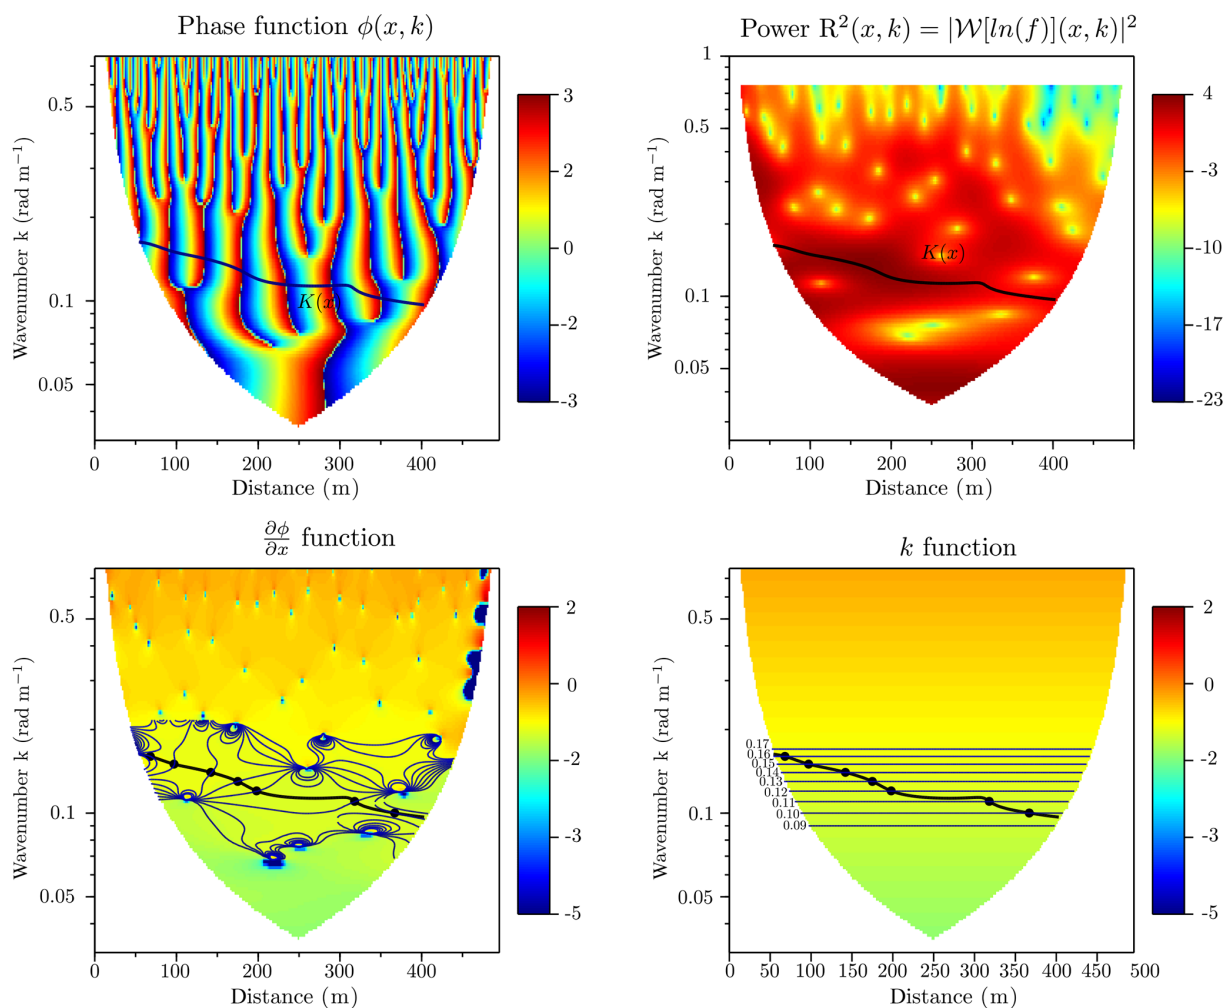 Phase function ϕ(x, k)
0.5
0.1
0.05
Wavenumber k (rad m⁻¹)
K(x)
0 100 200 300 400
Distance (m)
3
2
0
-2
-3
Power R²(x, k) = |𝒲[ln(f)](x, k)|²
1
0.5
0.1
0.05
Wavenumber k (rad m⁻¹)
K(x)
0 100 200 300 400
Distance (m)
4
-3
-10
-17
-23
∂ϕ/∂x function
0.5
0.1
0.05
Wavenumber k (rad m⁻¹)
0 100 200 300 400
Distance (m)
2
0
-2
-3
-5
k function
0.5
0.1
0.05
Wavenumber k (rad m⁻¹)
0.17
0.16
0.15
0.14
0.13
0.12
0.11
0.10
0.09
0 50 100 150 200 250 300 350 400 450 500
Distance (m)
2
0
-2
-3
-5